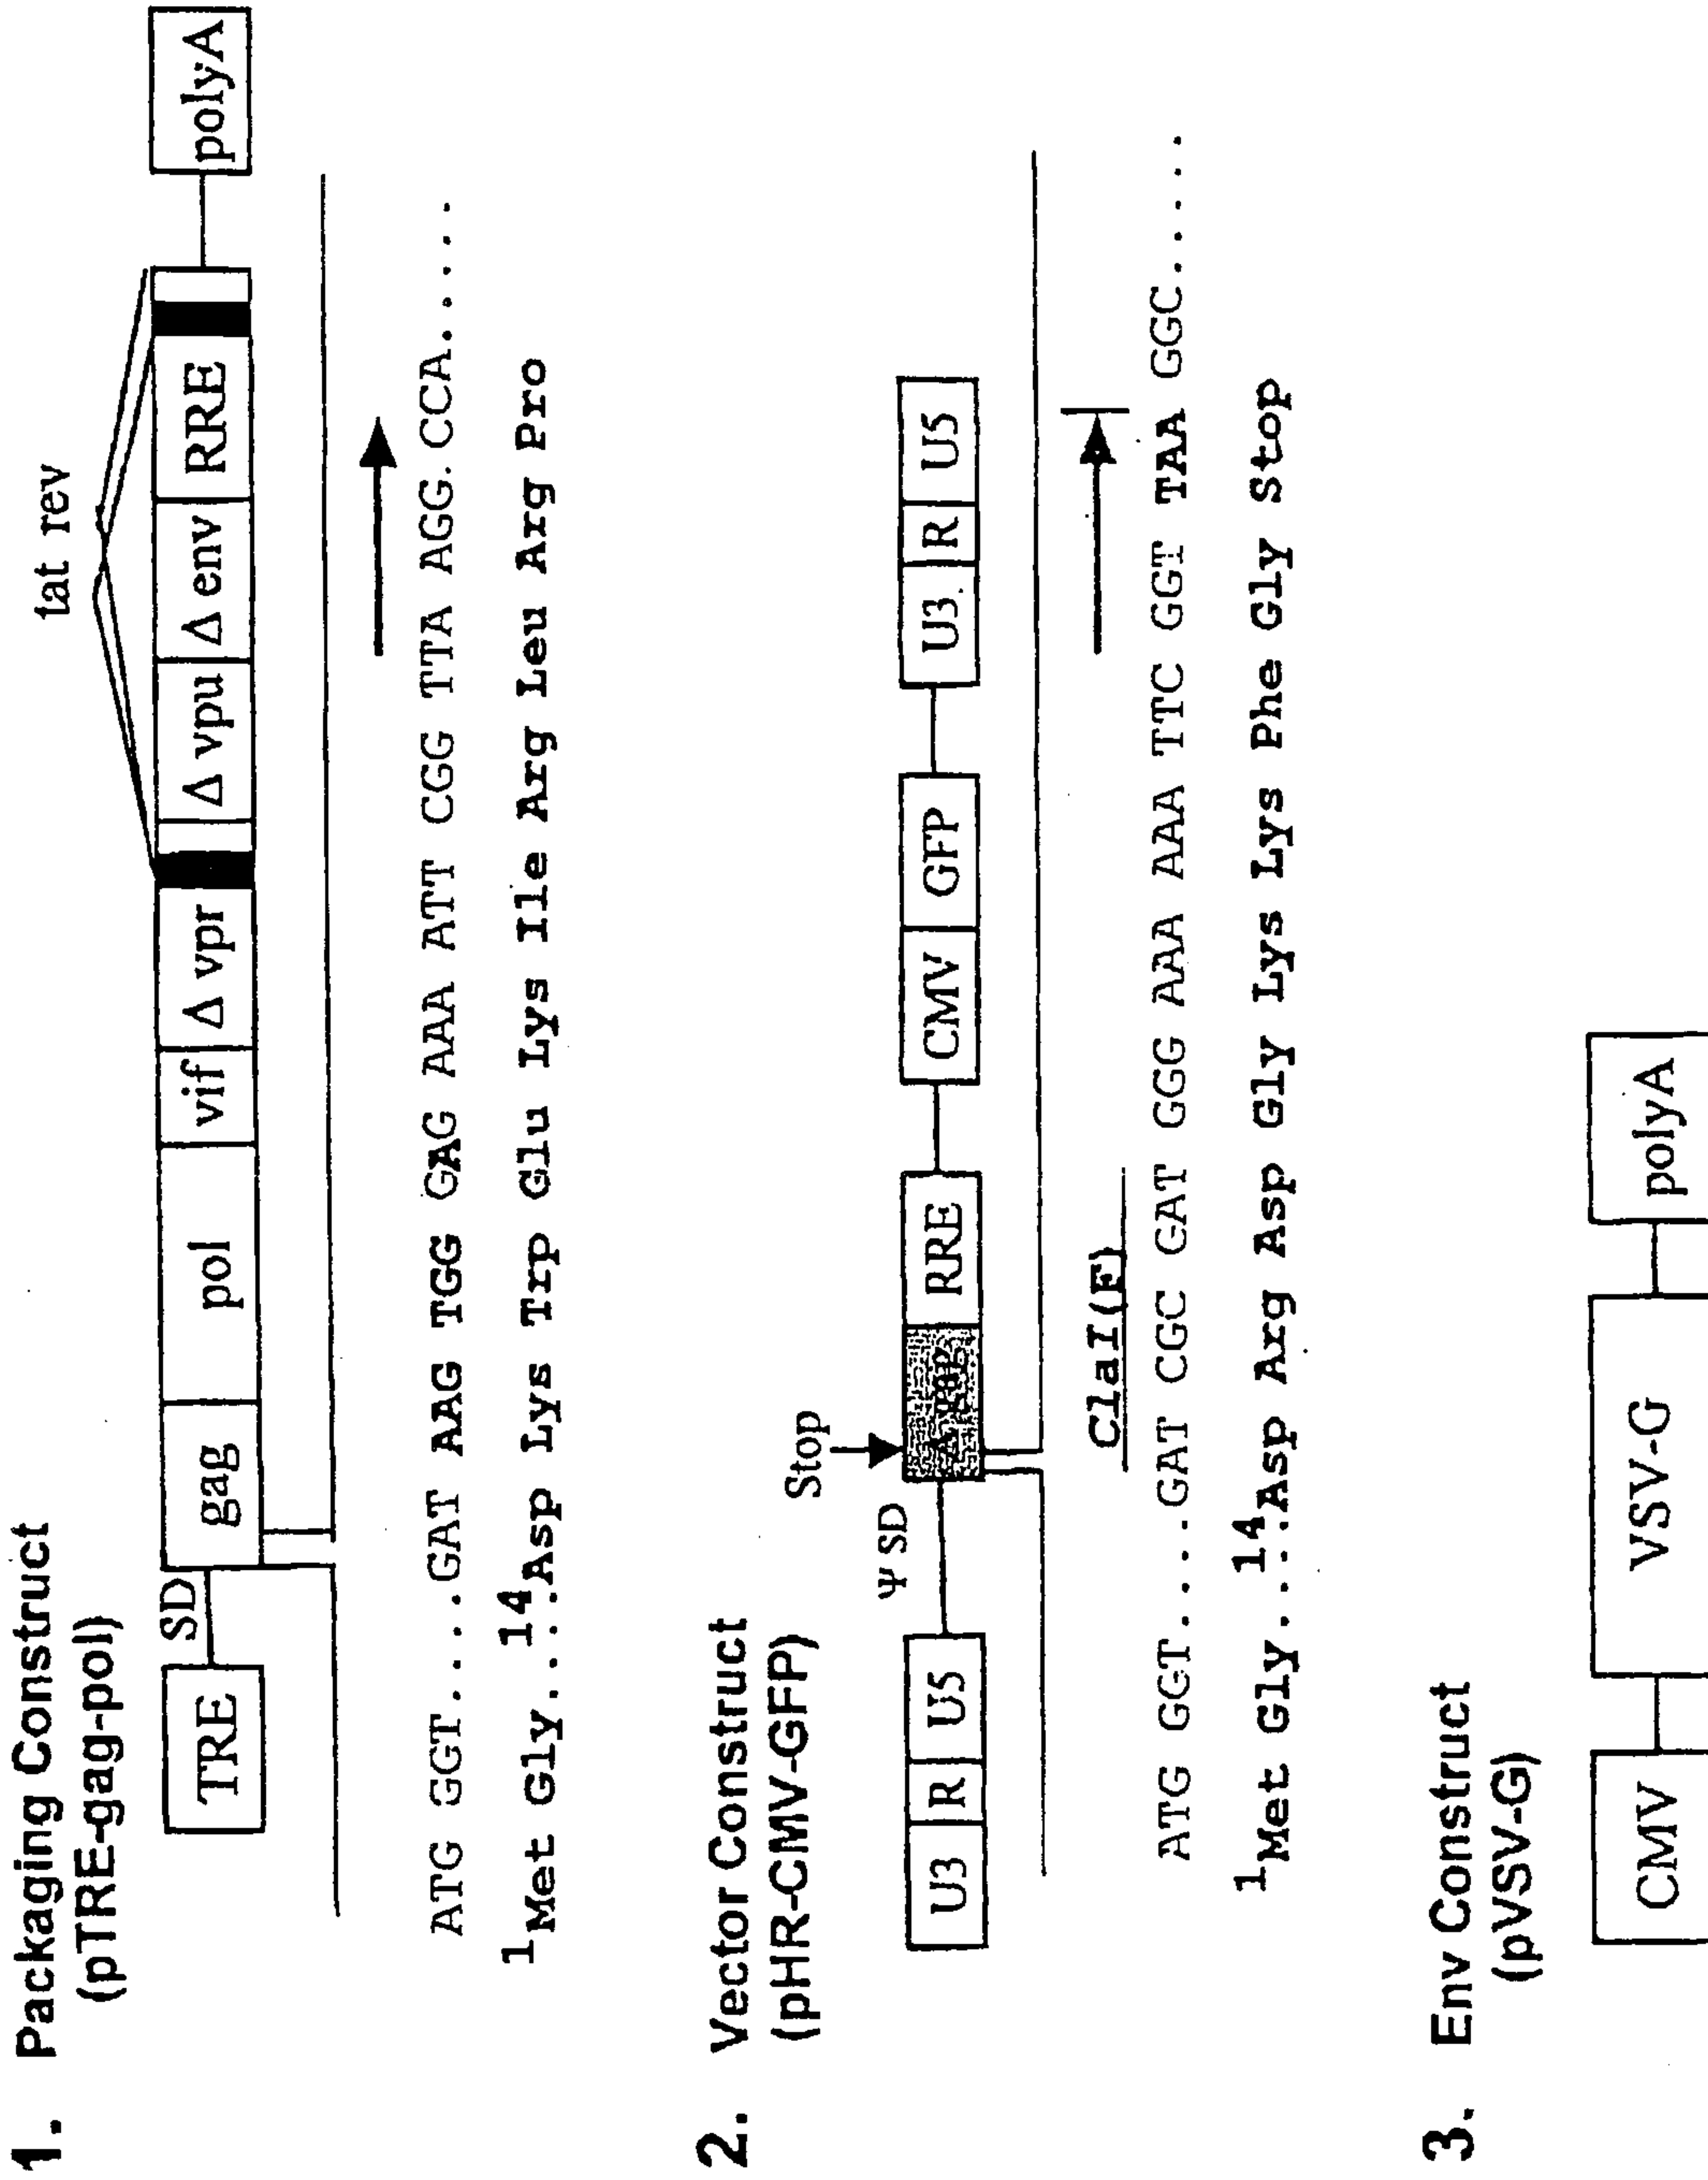 1. Packaging Construct
(pTRE-gag-pol)
tat rev
TRE SD gag pol vif Δ vpr Δ vpu Δ env RRE polyA
ATG GGT....GAT AAG TGG GAG AAA ATT CGG TTA AGG.CCA.....
1Met Gly...14Asp Lys Trp Glu Lys Ile Arg Leu Arg Pro
2. Vector Construct
(pHR-CMV-GFP)
Stop
U3 R U5 Ψ SD RRE CMV GFP U3 R U5
ClaI(F)
ATG GGT.....GAT CGC GAT GGG AAA AAA TTC GGT TAA GGC......
1Met Gly...14Asp Arg Asp Gly Lys Lys Phe Gly Stop
3. Env Construct
(pVSV-G)
CMV VSV-G polyA